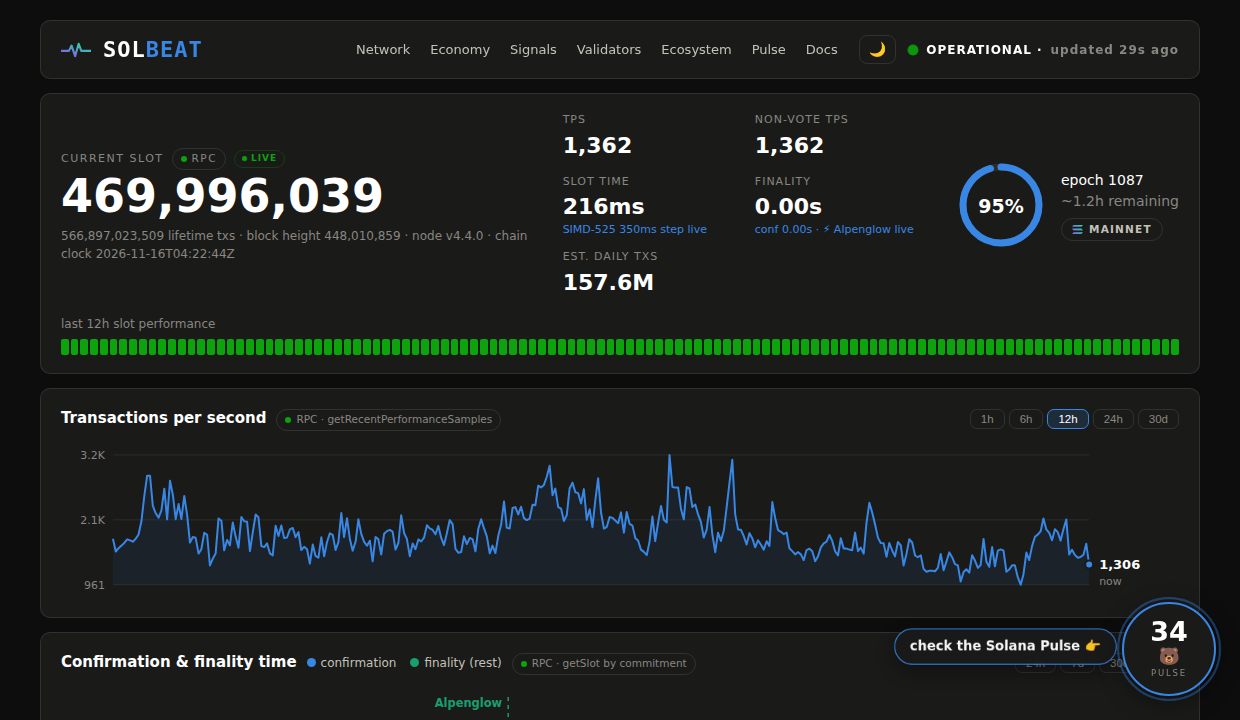 SOLBEAT
Network Economy Signals Validators Ecosystem Pulse Docs
OPERATIONAL · updated 29s ago
CURRENT SLOT RPC LIVE
469,996,039
566,897,023,509 lifetime txs · block height 448,010,859 · node v4.4.0 · chain
clock 2026-11-16T04:22:44Z
TPS
1,362
NON-VOTE TPS
1,362
SLOT TIME
216ms
SIMD-525 350ms step live
FINALITY
0.00s
conf 0.00s · ⚡ Alpenglow live
EST. DAILY TXS
157.6M
95%
epoch 1087
~1.2h remaining
MAINNET
last 12h slot performance
Transactions per second RPC · getRecentPerformanceSamples
1h 6h 12h 24h 30d
3.2K
2.1K
961
1,306
now
Confirmation & finality time confirmation finality (rest) RPC · getSlot by commitment
check the Solana Pulse 👉
34
PULSE
Alpenglow